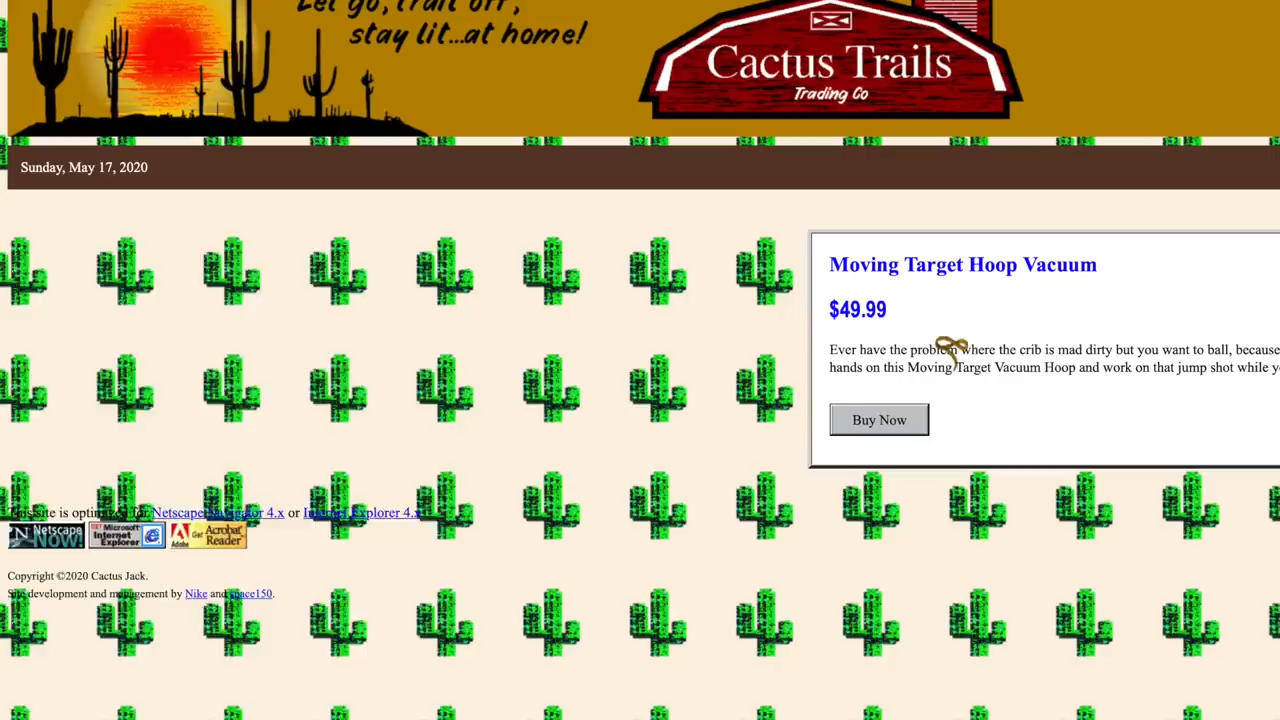 Let go, trail off,
stay lit...at home!
Cactus Trails
Trading Co
Sunday, May 17, 2020
Moving Target Hoop Vacuum
$49.99
Ever have the problem where the crib is mad dirty but you want to ball, because
hands on this Moving Target Vacuum Hoop and work on that jump shot while
Buy Now
This site is optimized for Netscape Navigator 4.x or Internet Explorer 4.x
N Netscape NOW!
GET Microsoft Internet Explorer
Adobe Get Acrobat Reader
Copyright ©2020 Cactus Jack.
Site development and management by Nike and space150.